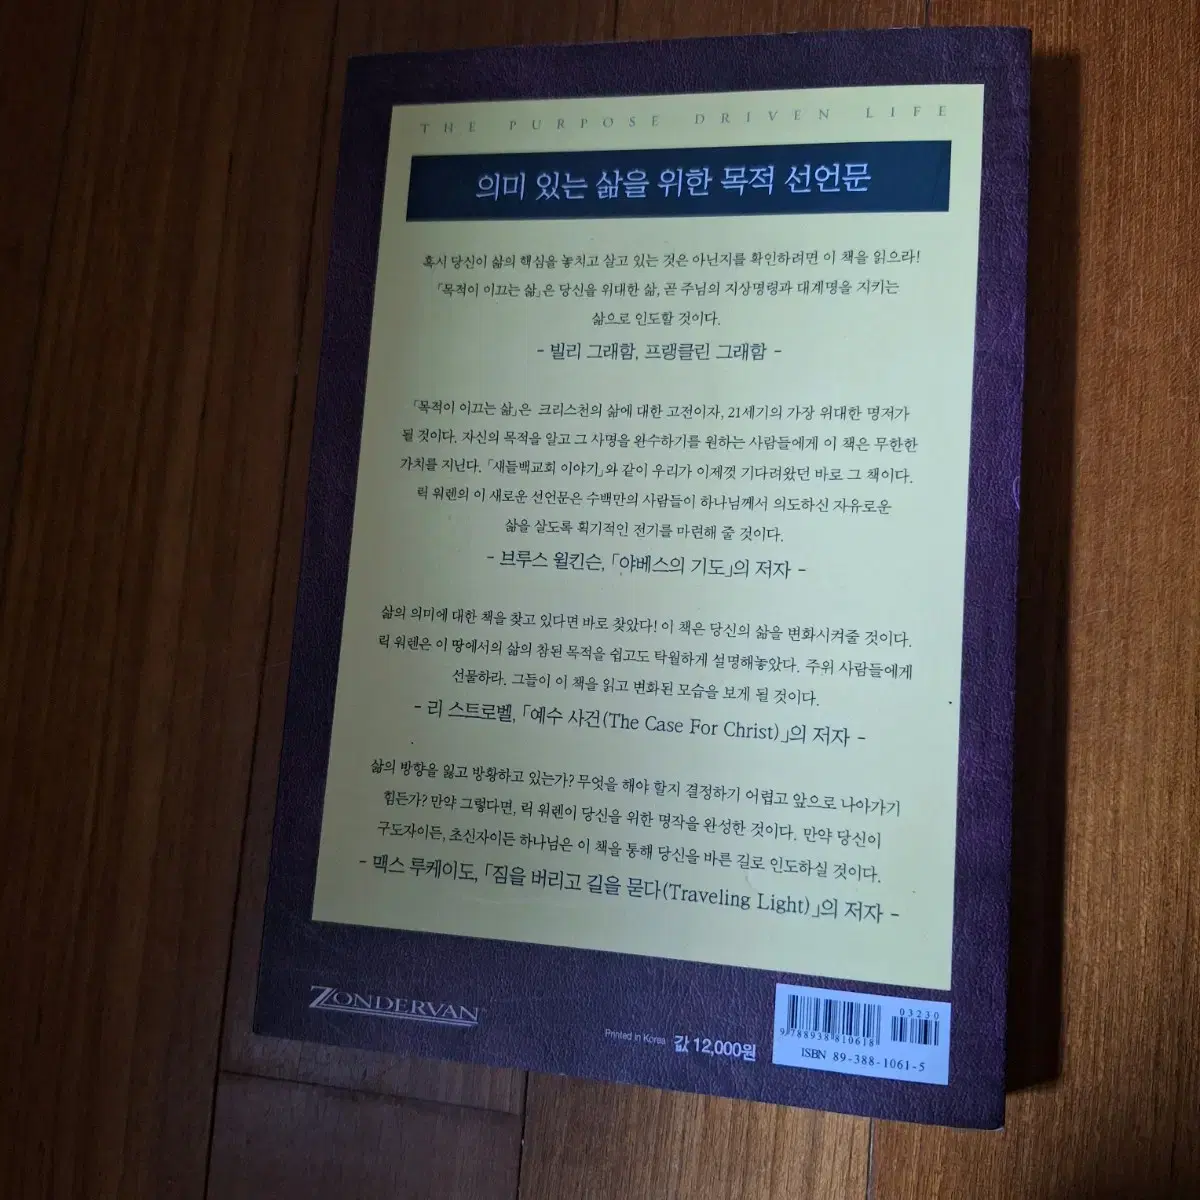 THE PURPOSE DRIVEN LIFE
의미 있는 삶을 위한 목적 선언문
혹시 당신이 삶의 핵심을 놓치고 살고 있는 것은 아닌지를 확인하려면 이 책을 읽으라!
「목적이 이끄는 삶」은 당신을 위대한 삶, 곧 주님의 지상명령과 대계명을 지키는
삶으로 인도할 것이다.
- 빌리 그래함, 프랭클린 그래함 -
「목적이 이끄는 삶」은 크리스천의 삶에 대한 고전이자, 21세기의 가장 위대한 명저가
될 것이다. 자신의 목적을 알고 그 사명을 완수하기를 원하는 사람들에게 이 책은 무한한
가치를 지닌다. 「새들백교회 이야기」와 같이 우리가 이제껏 기다려왔던 바로 그 책이다.
릭 워렌의 이 새로운 선언문은 수백만의 사람들이 하나님께서 의도하신 자유로운
삶을 살도록 획기적인 전기를 마련해 줄 것이다.
- 브루스 윌킨슨, 「야베스의 기도」의 저자 -
삶의 의미에 대한 책을 찾고 있다면 바로 찾았다! 이 책은 당신의 삶을 변화시켜줄 것이다.
릭 워렌은 이 땅에서의 삶의 참된 목적을 쉽고도 탁월하게 설명해놓았다. 주위 사람들에게
선물하라. 그들이 이 책을 읽고 변화된 모습을 보게 될 것이다.
- 리 스트로벨, 「예수 사건(The Case For Christ)」의 저자 -
삶의 방향을 잃고 방황하고 있는가? 무엇을 해야 할지 결정하기 어렵고 앞으로 나아가기
힘든가? 만약 그렇다면, 릭 워렌이 당신을 위한 명작을 완성한 것이다. 만약 당신이
구도자이든, 초신자이든 하나님은 이 책을 통해 당신을 바른 길로 인도하실 것이다.
- 맥스 루케이도, 「짐을 버리고 길을 묻다(Traveling Light)」의 저자 -
ZONDERVAN
Printed in Korea 값 12,000원
03230
9 788938 810618
ISBN 89-388-1061-5